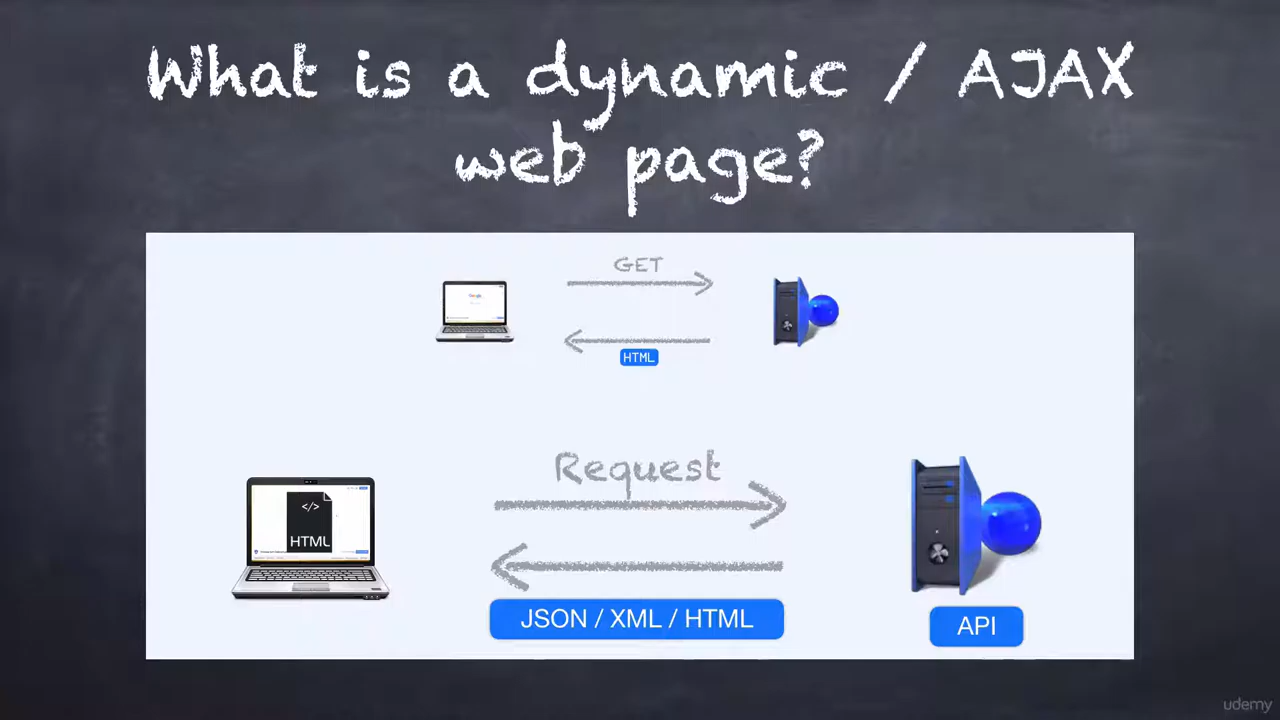 What is a dynamic / AJAX
web page?
GET
HTML
Request
</>
HTML
JSON / XML / HTML
API
udemy